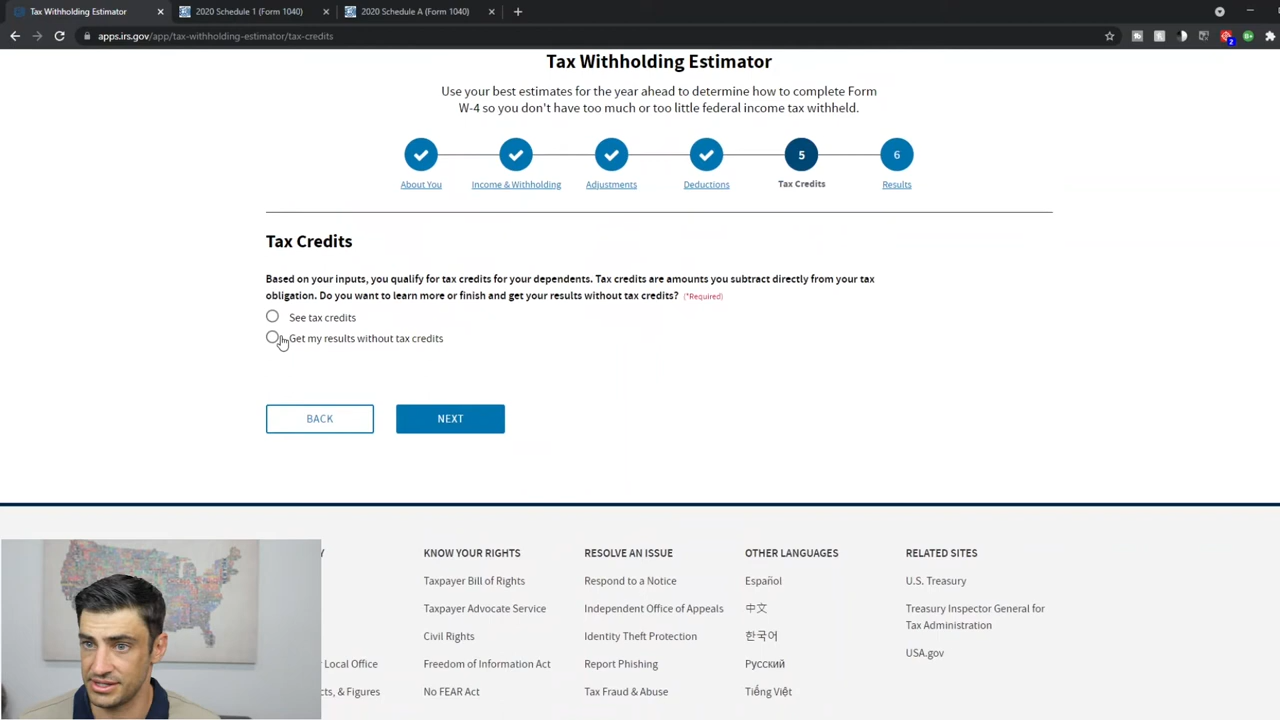 Tax Withholding Estimator
2020 Schedule 1 (Form 1040)
2020 Schedule A (Form 1040)
apps.irs.gov/app/tax-withholding-estimator/tax-credits
Tax Withholding Estimator
Use your best estimates for the year ahead to determine how to complete Form
W-4 so you don't have too much or too little federal income tax withheld.
5
6
About You
Income & Withholding
Adjustments
Deductions
Tax Credits
Results
Tax Credits
Based on your inputs, you qualify for tax credits for your dependents. Tax credits are amounts you subtract directly from your tax
obligation. Do you want to learn more or finish and get your results without tax credits? (*Required)
See tax credits
Get my results without tax credits
BACK
NEXT
Y
Local Office
cts, & Figures
KNOW YOUR RIGHTS
Taxpayer Bill of Rights
Taxpayer Advocate Service
Civil Rights
Freedom of Information Act
No FEAR Act
RESOLVE AN ISSUE
Respond to a Notice
Independent Office of Appeals
Identity Theft Protection
Report Phishing
Tax Fraud & Abuse
OTHER LANGUAGES
Español
中文
한국어
Русский
Tiếng Việt
RELATED SITES
U.S. Treasury
Treasury Inspector General for
Tax Administration
USA.gov